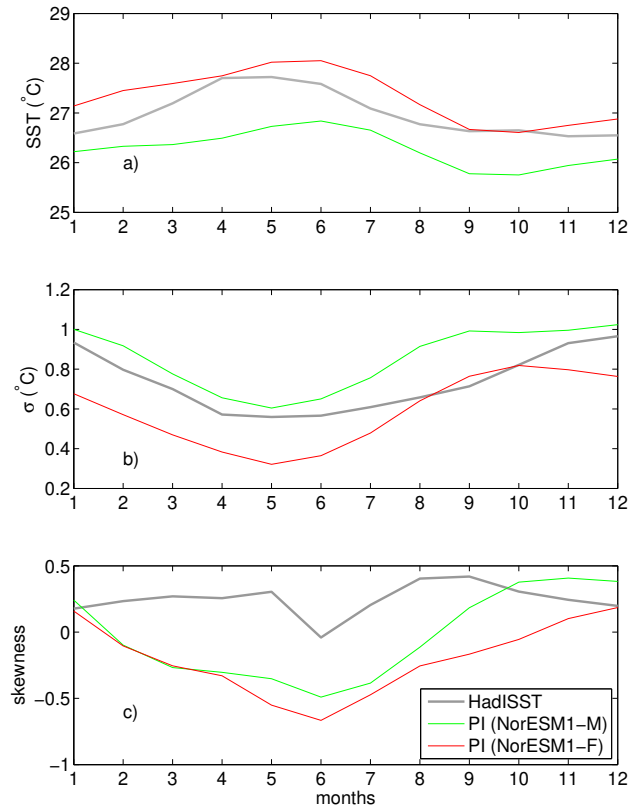 29
28
27
26
25
SST (°C)
a)
1 2 3 4 5 6 7 8 9 10 11 12
1.2
1
0.8
0.6
0.4
0.2
σ (°C)
b)
1 2 3 4 5 6 7 8 9 10 11 12
0.5
0
−0.5
−1
skewness
c)
HadISST
PI (NorESM1−M)
PI (NorESM1−F)
1 2 3 4 5 6 7 8 9 10 11 12
months